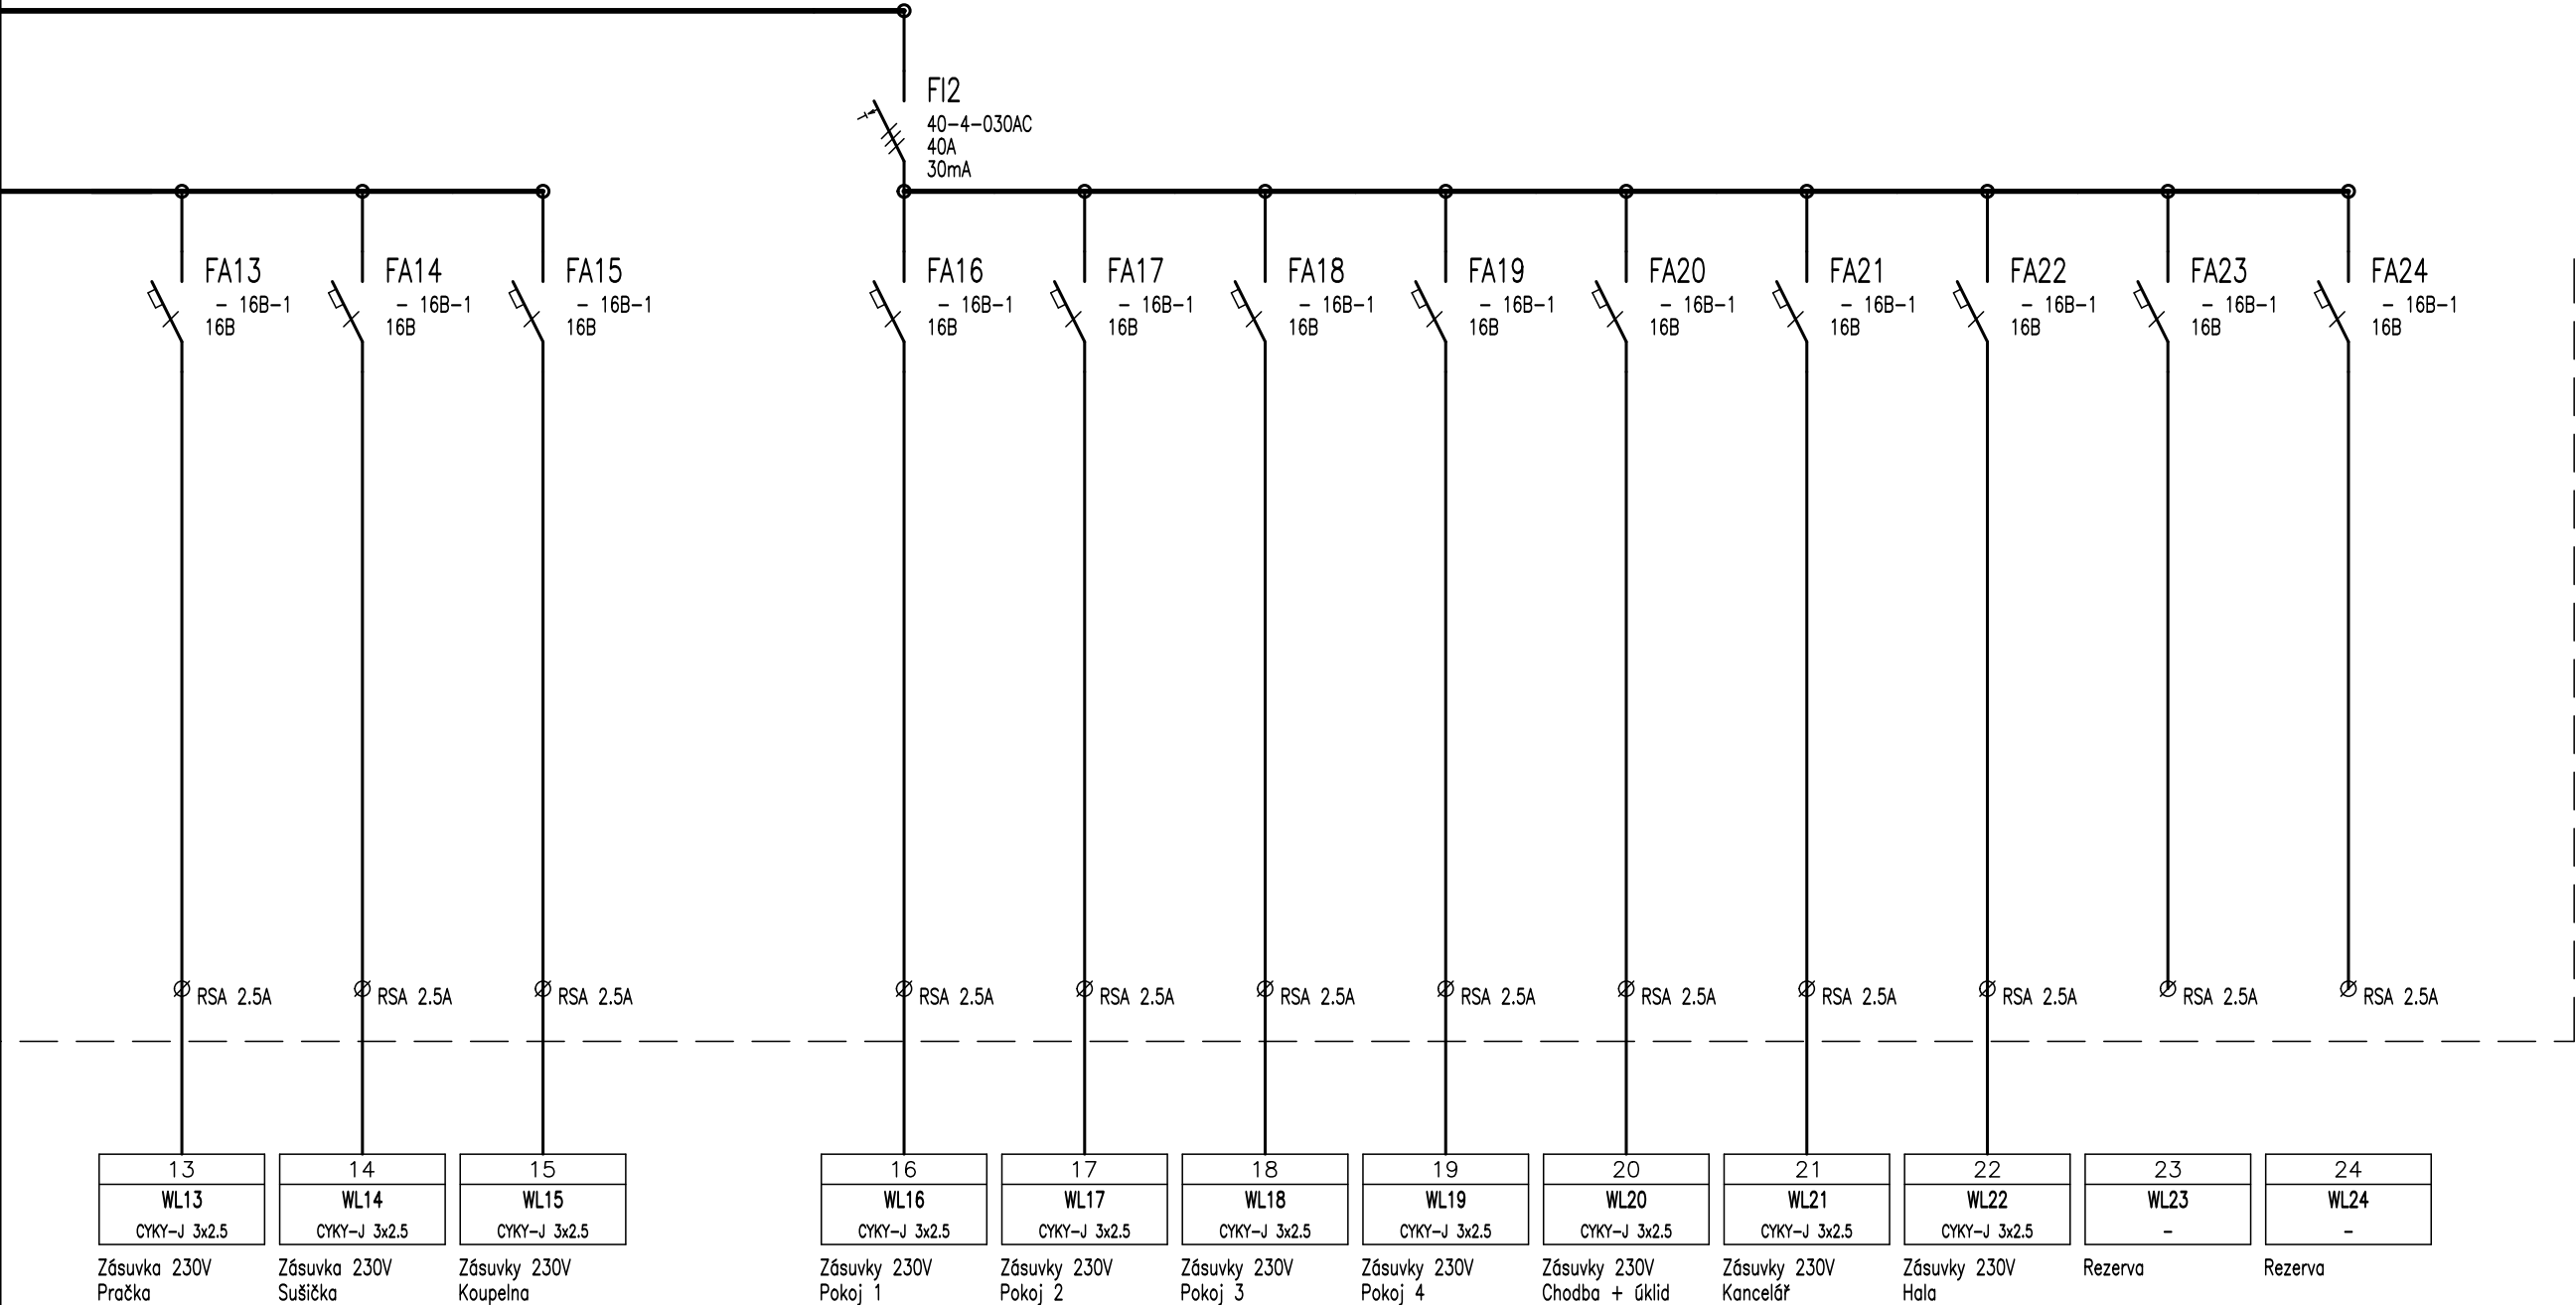 FI2
40-4-030AC
40A
30mA
FA13
- 16B-1
16B
FA14
- 16B-1
16B
FA15
- 16B-1
16B
FA16
- 16B-1
16B
FA17
- 16B-1
16B
FA18
- 16B-1
16B
FA19
- 16B-1
16B
FA20
- 16B-1
16B
FA21
- 16B-1
16B
FA22
- 16B-1
16B
FA23
- 16B-1
16B
FA24
- 16B-1
16B
RSA 2.5A
RSA 2.5A
RSA 2.5A
RSA 2.5A
RSA 2.5A
RSA 2.5A
RSA 2.5A
RSA 2.5A
RSA 2.5A
RSA 2.5A
RSA 2.5A
RSA 2.5A
13
WL13
CYKY-J 3x2.5
Zásuvka 230V
Pračka
14
WL14
CYKY-J 3x2.5
Zásuvka 230V
Sušička
15
WL15
CYKY-J 3x2.5
Zásuvky 230V
Koupelna
16
WL16
CYKY-J 3x2.5
Zásuvky 230V
Pokoj 1
17
WL17
CYKY-J 3x2.5
Zásuvky 230V
Pokoj 2
18
WL18
CYKY-J 3x2.5
Zásuvky 230V
Pokoj 3
19
WL19
CYKY-J 3x2.5
Zásuvky 230V
Pokoj 4
20
WL20
CYKY-J 3x2.5
Zásuvky 230V
Chodba + úklid
21
WL21
CYKY-J 3x2.5
Zásuvky 230V
Kancelář
22
WL22
CYKY-J 3x2.5
Zásuvky 230V
Hala
23
WL23
-
Rezerva
24
WL24
-
Rezerva